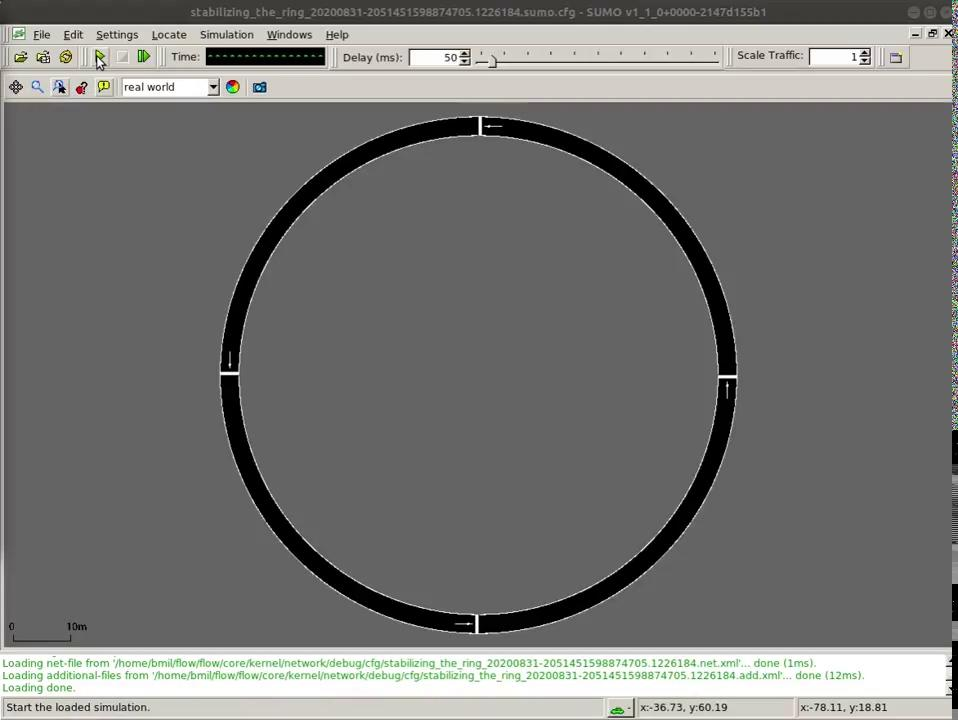 stabilizing_the_ring_20200831-2051451598874705.1226184.sumo.cfg - SUMO v1_1_0+0000-2147d155b1
File Edit Settings Locate Simulation Windows Help
Time: Delay (ms): 50 Scale Traffic: 1
real world
0 10m
Loading net-file from '/home/bmil/flow/flow/core/kernel/network/debug/cfg/stabilizing_the_ring_20200831-2051451598874705.1226184.net.xml'... done (1ms).
Loading additional-files from '/home/bmil/flow/flow/core/kernel/network/debug/cfg/stabilizing_the_ring_20200831-2051451598874705.1226184.add.xml'... done (12ms).
Loading done.
Start the loaded simulation. x:-36.73, y:60.19 x:-78.11, y:18.81